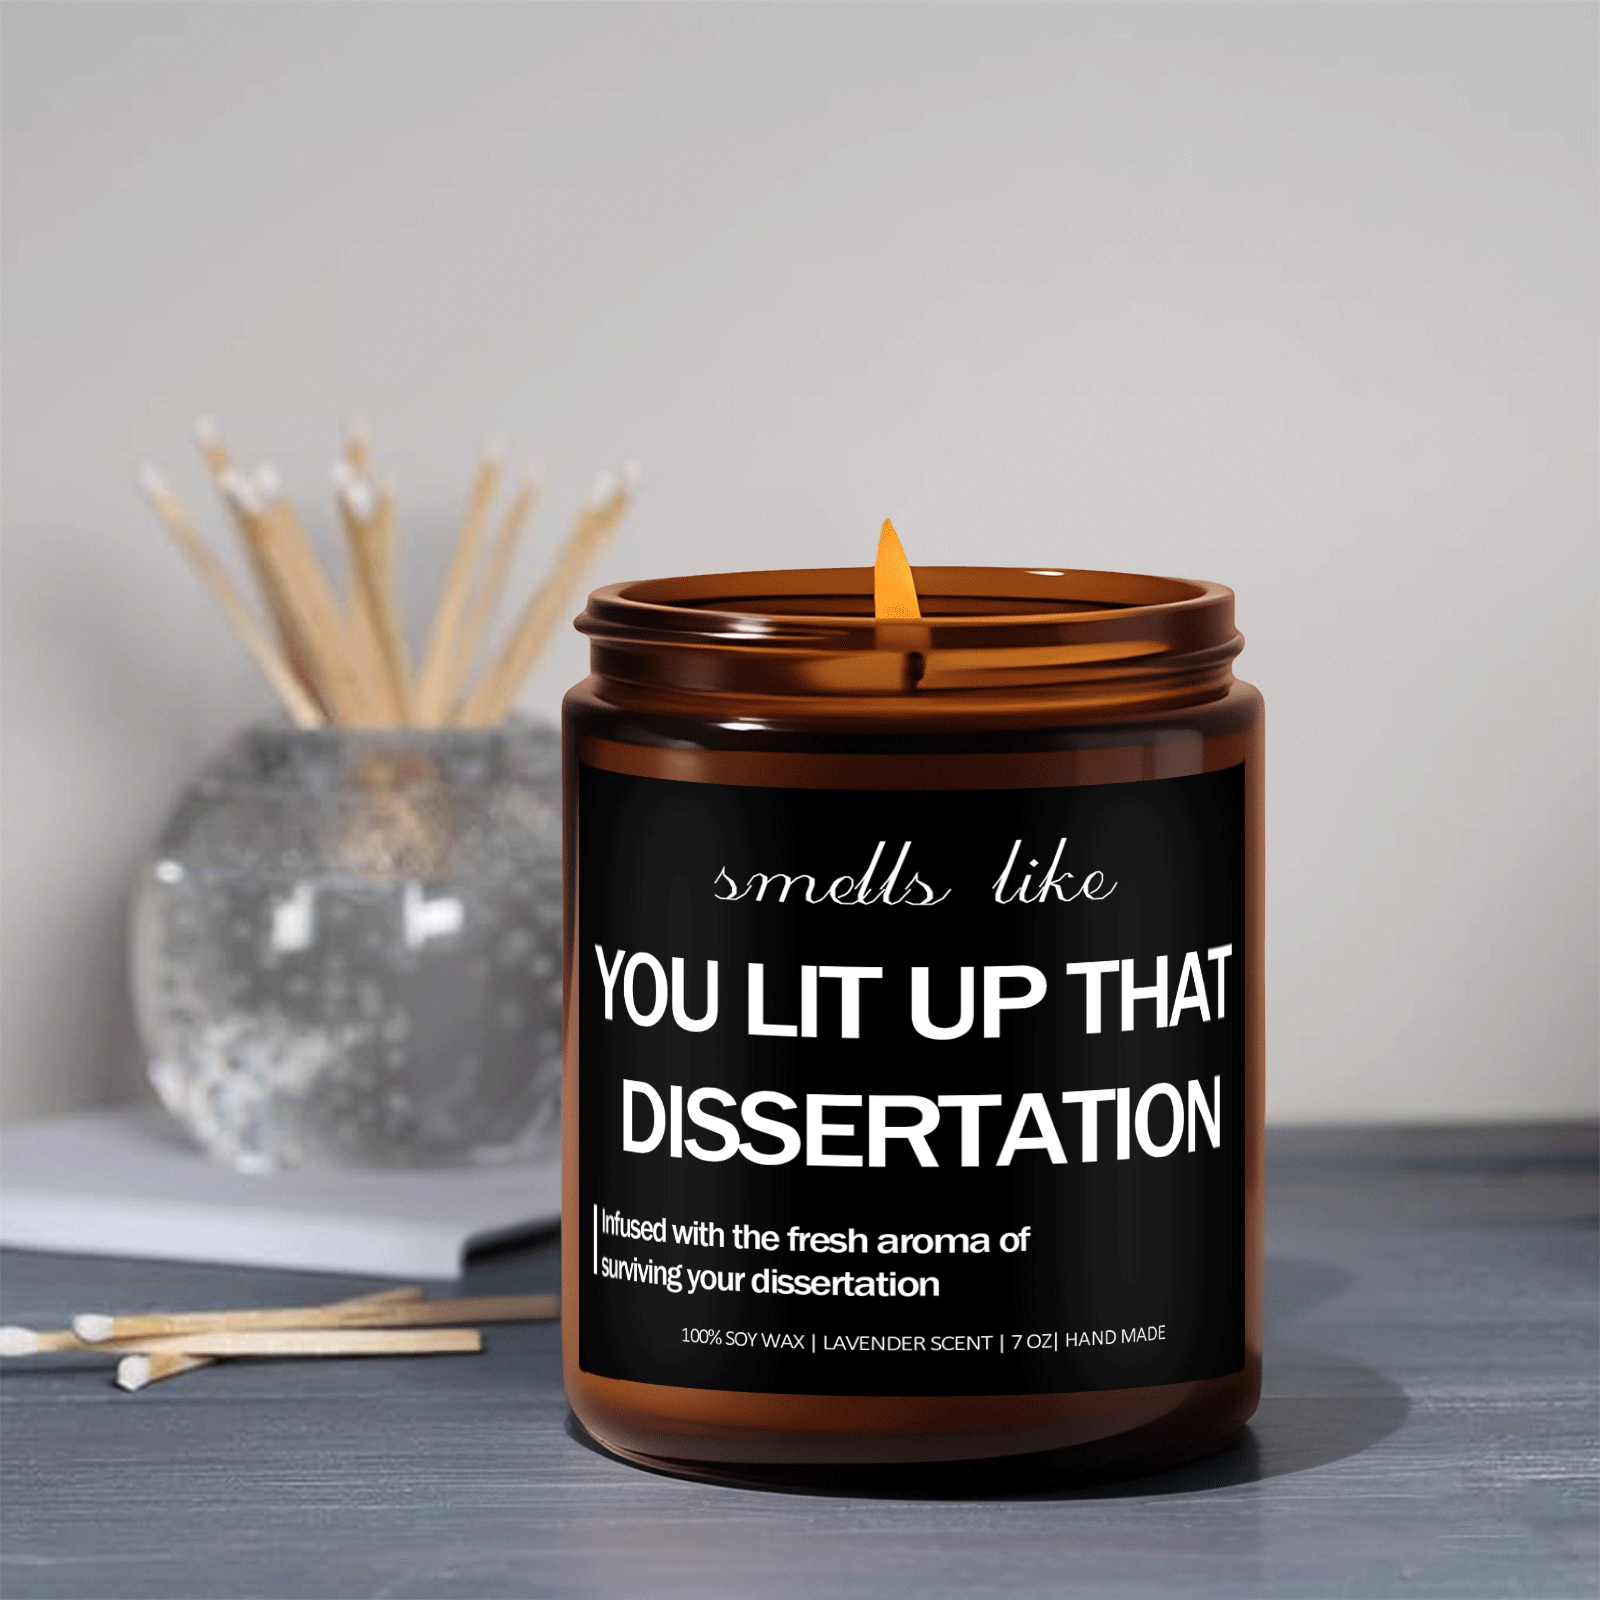 smells like
YOU LIT UP THAT
DISSERTATION
Infused with the fresh aroma of
surviving your dissertation
100% SOY WAX | LAVENDER SCENT | 7 OZ| HAND MADE